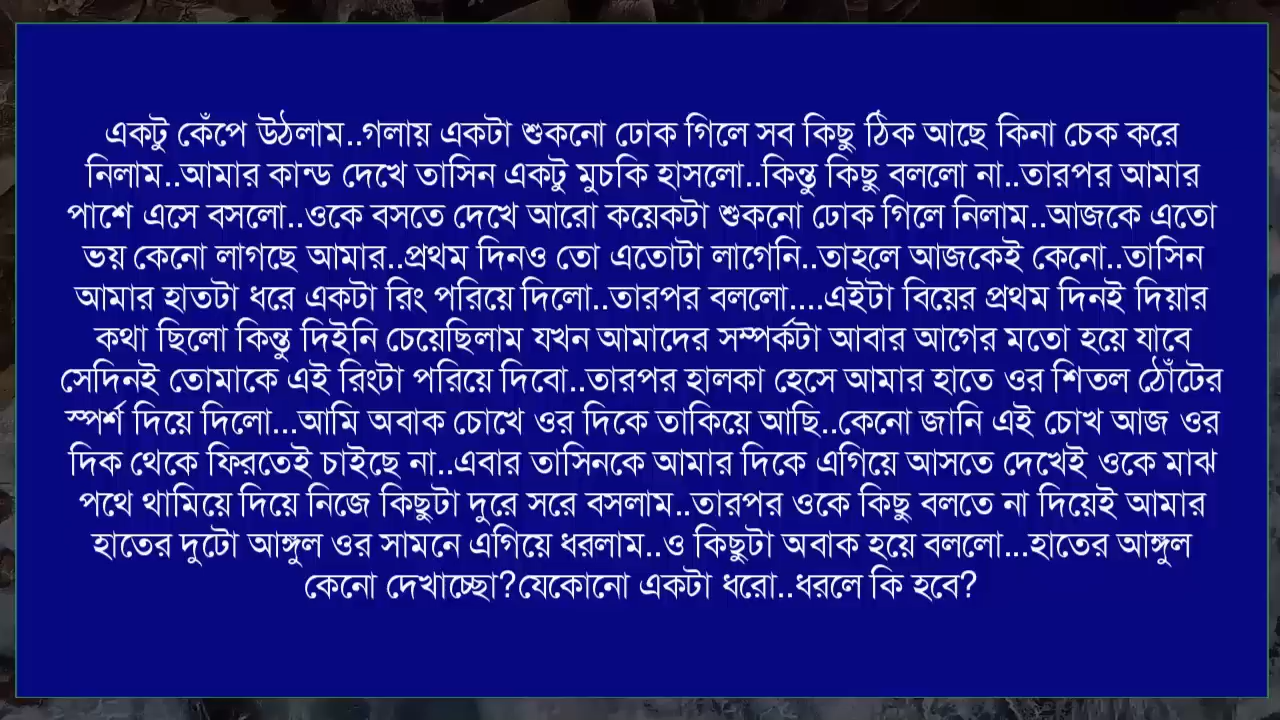 একটু কেঁপে উঠলাম..গলায় একটা শুকনো ঢোক গিলে সব কিছু ঠিক আছে কিনা চেক করে
নিলাম..আমার কান্ড দেখে তাসিন একটু মুচকি হাসলো..কিন্তু কিছু বললো না..তারপর আমার
পাশে এসে বসলো..ওকে বসতে দেখে আরো কয়েকটা শুকনো ঢোক গিলে নিলাম..আজকে এতো
ভয় কেনো লাগছে আমার..প্রথম দিনও তো এতোটা লাগেনি..তাহলে আজকেই কেনো..তাসিন
আমার হাতটা ধরে একটা রিং পরিয়ে দিলো..তারপর বললো....এইটা বিয়ের প্রথম দিনই দিয়ার
কথা ছিলো কিন্তু দিইনি চেয়েছিলাম যখন আমাদের সম্পর্কটা আবার আগের মতো হয়ে যাবে
সেদিনই তোমাকে এই রিংটা পরিয়ে দিবো..তারপর হালকা হেসে আমার হাতে ওর শিতল ঠোঁটের
স্পর্শ দিয়ে দিলো...আমি অবাক চোখে ওর দিকে তাকিয়ে আছি..কেনো জানি এই চোখ আজ ওর
দিক থেকে ফিরতেই চাইছে না..এবার তাসিনকে আমার দিকে এগিয়ে আসতে দেখেই ওকে মাঝ
পথে থামিয়ে দিয়ে নিজে কিছুটা দুরে সরে বসলাম..তারপর ওকে কিছু বলতে না দিয়েই আমার
হাতের দুটো আঙ্গুল ওর সামনে এগিয়ে ধরলাম..ও কিছুটা অবাক হয়ে বললো...হাতের আঙ্গুল
কেনো দেখাচ্ছো?যেকোনো একটা ধরো..ধরলে কি হবে?